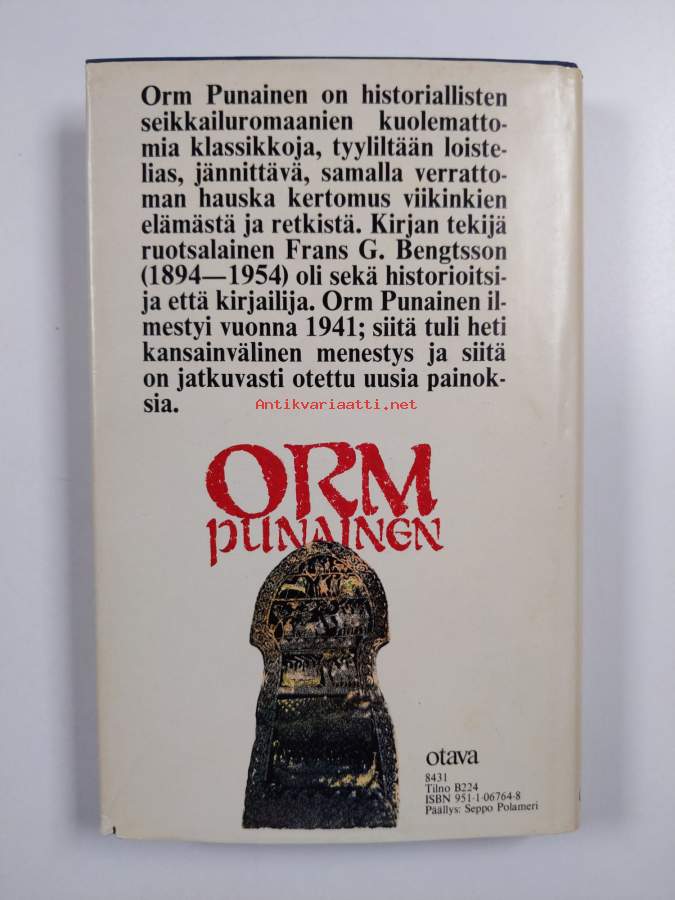 Orm Punainen on historiallisten
seikkailuromaanien kuolematto-
mia klassikkoja, tyyliltään loiste-
lias, jännittävä, samalla verratto-
man hauska kertomus viikinkien
elämästä ja retkistä. Kirjan tekijä
ruotsalainen Frans G. Bengtsson
(1894—1954) oli sekä historioitsi-
ja että kirjailija. Orm Punainen il-
mestyi vuonna 1941; siitä tuli heti
kansainvälinen menestys ja siitä
on jatkuvasti otettu uusia painok-
sia.
Antikvariaatti.net
ORM
PUNAINEN
otava
8431
Tilno B224
ISBN 951-1-06764-8
Päällys: Seppo Polameri